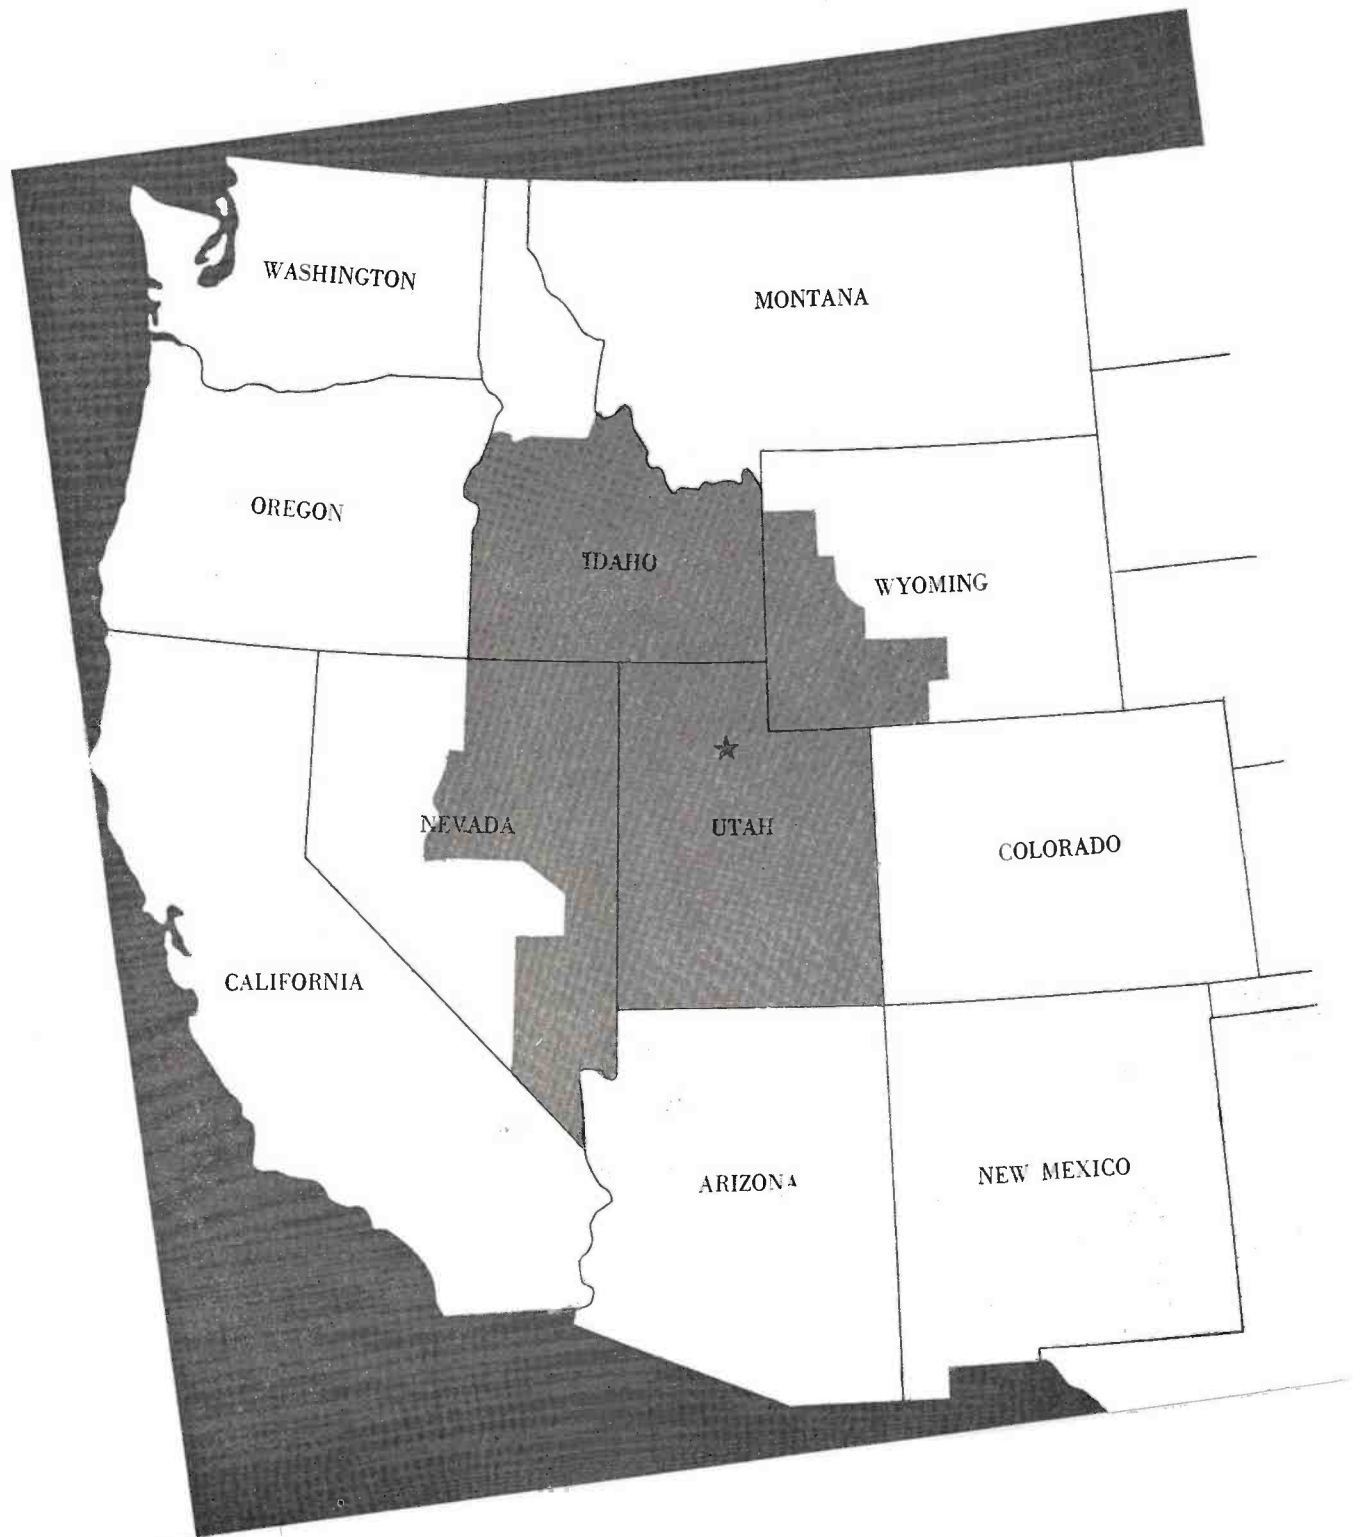 WASHINGTON
MONTANA
OREGON
IDAHO
WYOMING
NEVADA
UTAH
COLORADO
CALIFORNIA
ARIZONA
NEW MEXICO